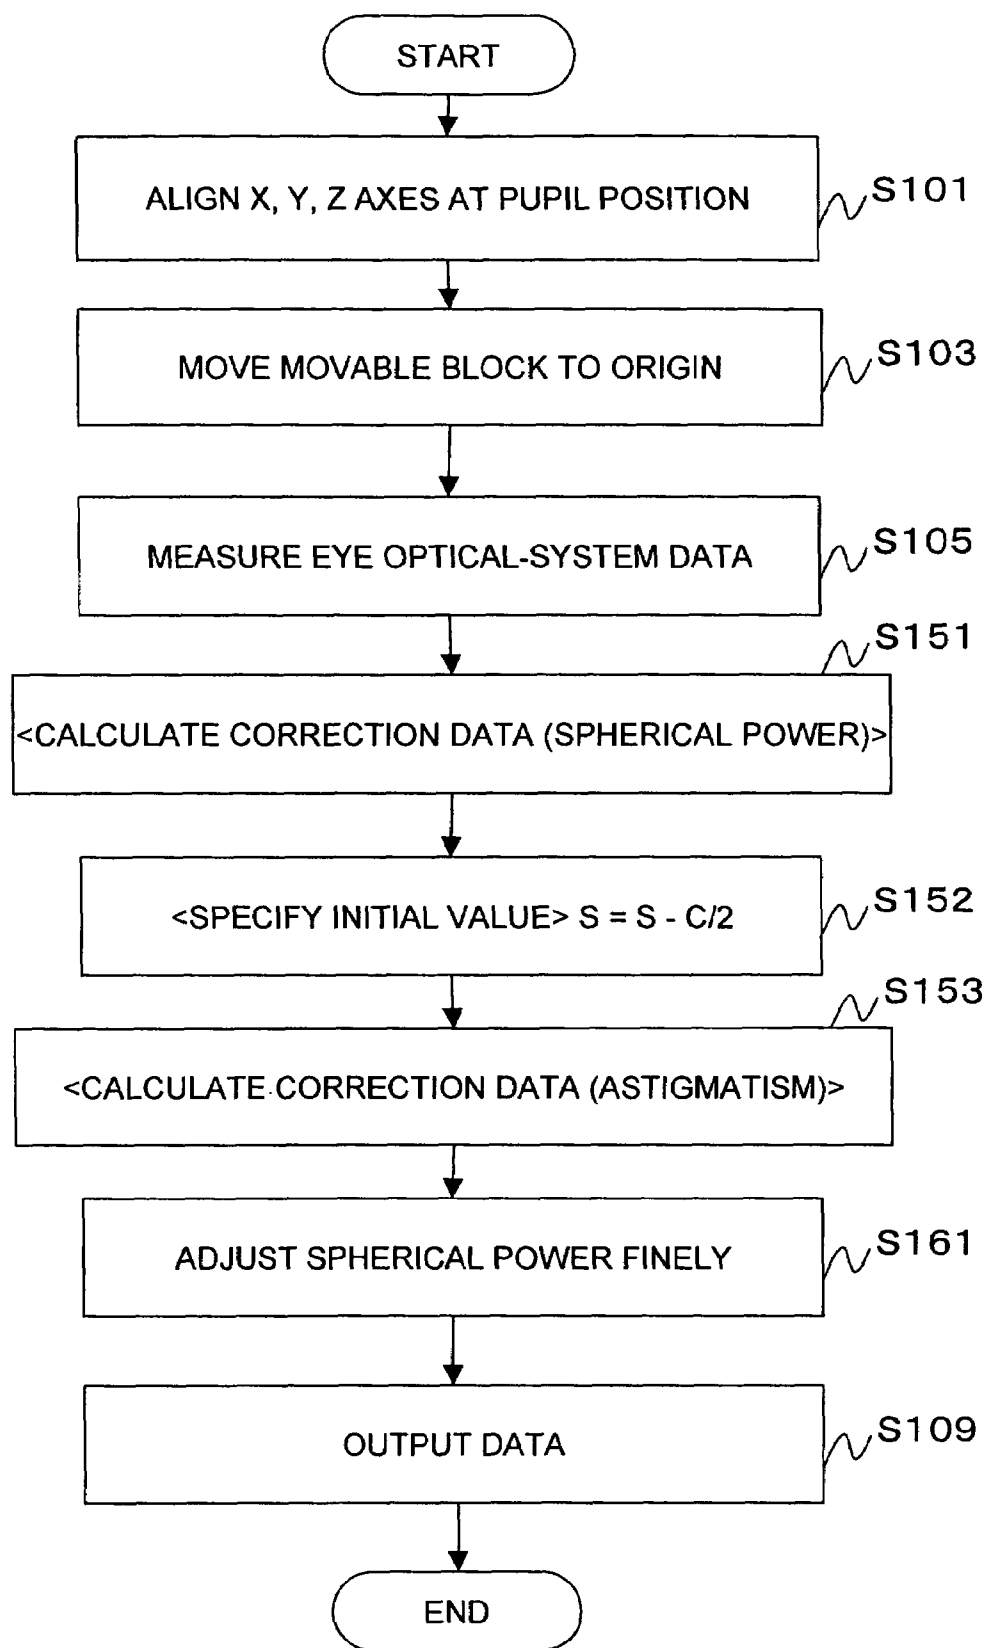 START
ALIGN X, Y, Z AXES AT PUPIL POSITION
S101
MOVE MOVABLE BLOCK TO ORIGIN
S103
MEASURE EYE OPTICAL-SYSTEM DATA
S105
S151
<CALCULATE CORRECTION DATA (SPHERICAL POWER)>
<SPECIFY INITIAL VALUE> S = S - C/2
S152
S153
<CALCULATE CORRECTION DATA (ASTIGMATISM)>
ADJUST SPHERICAL POWER FINELY
S161
OUTPUT DATA
S109
END